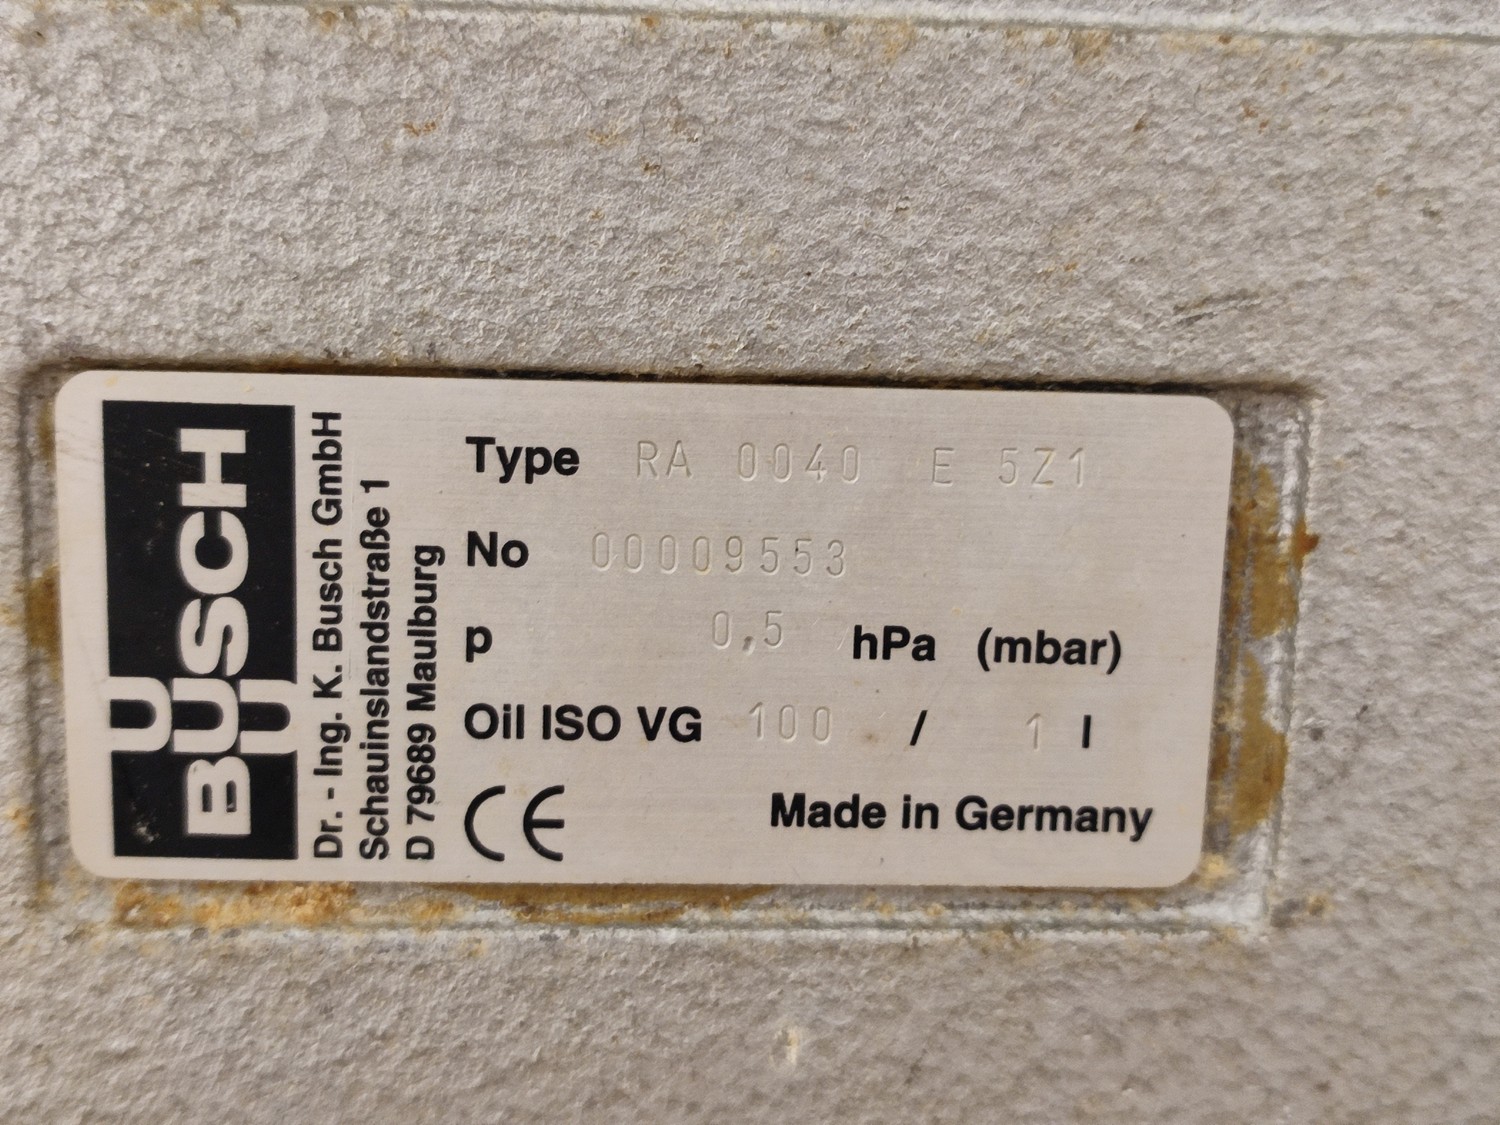 BUSCH
Dr. - Ing. K. Busch GmbH
Schauinslandstraße 1
D 79689 Maulburg
Type RA 0040 E 5Z1
No 00009553
p 0,5 hPa (mbar)
Oil ISO VG 100 / 1 l
CE Made in Germany